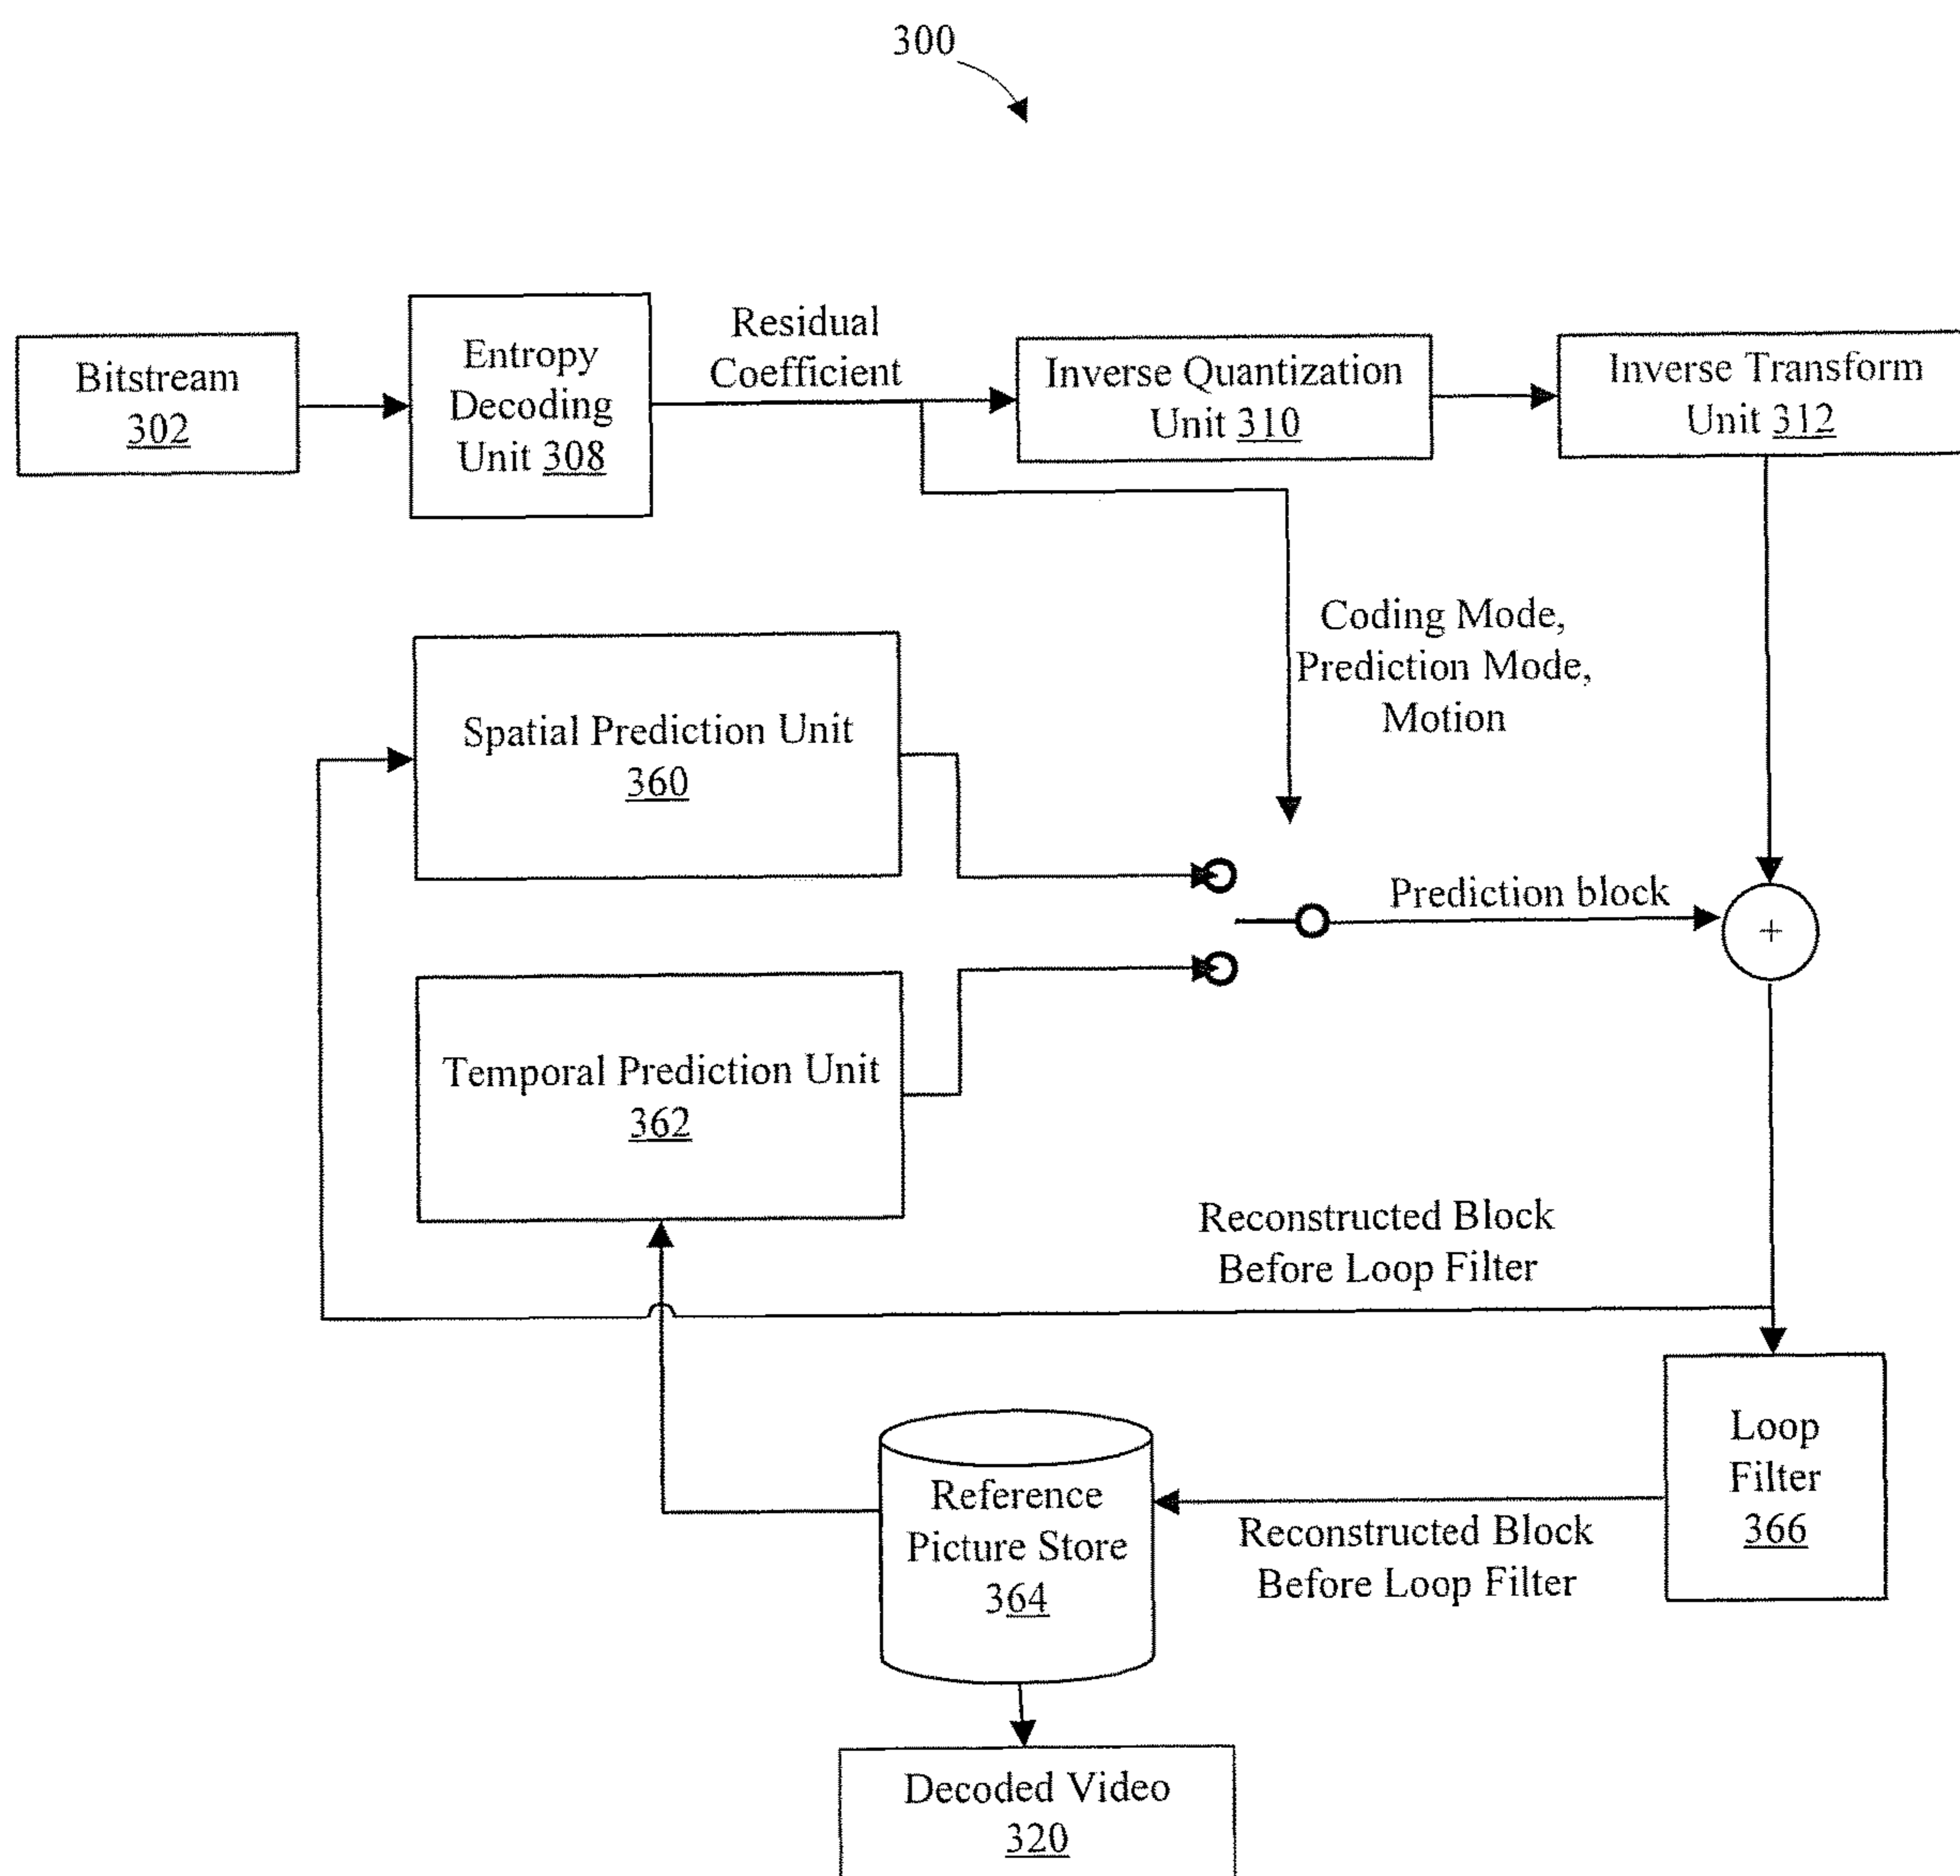 300
Bitstream
302
Entropy
Decoding
Unit 308
Residual
Coefficient
Inverse Quantization
Unit 310
Inverse Transform
Unit 312
Coding Mode,
Prediction Mode,
Motion
Spatial Prediction Unit
360
Prediction block
+
Temporal Prediction Unit
362
Reconstructed Block
Before Loop Filter
Loop
Filter
366
Reference
Picture Store
364
Reconstructed Block
Before Loop Filter
Decoded Video
320